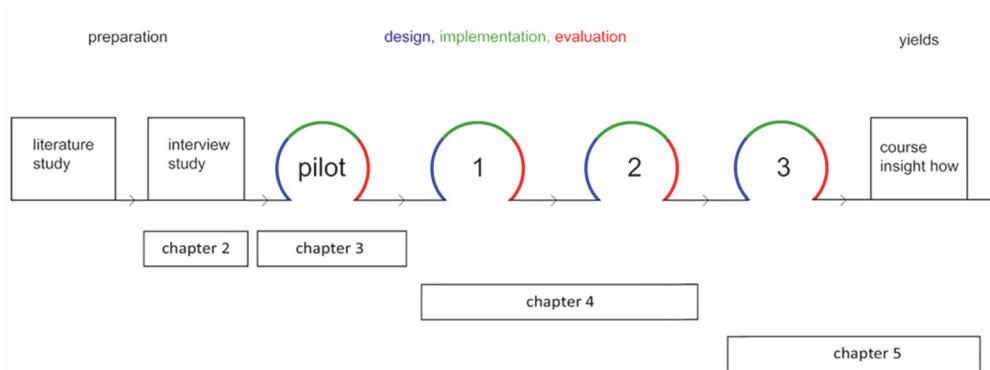 preparation
design, implementation, evaluation
yields
literature
study
interview
study
pilot
1
2
3
course
insight how
chapter 2
chapter 3
chapter 4
chapter 5